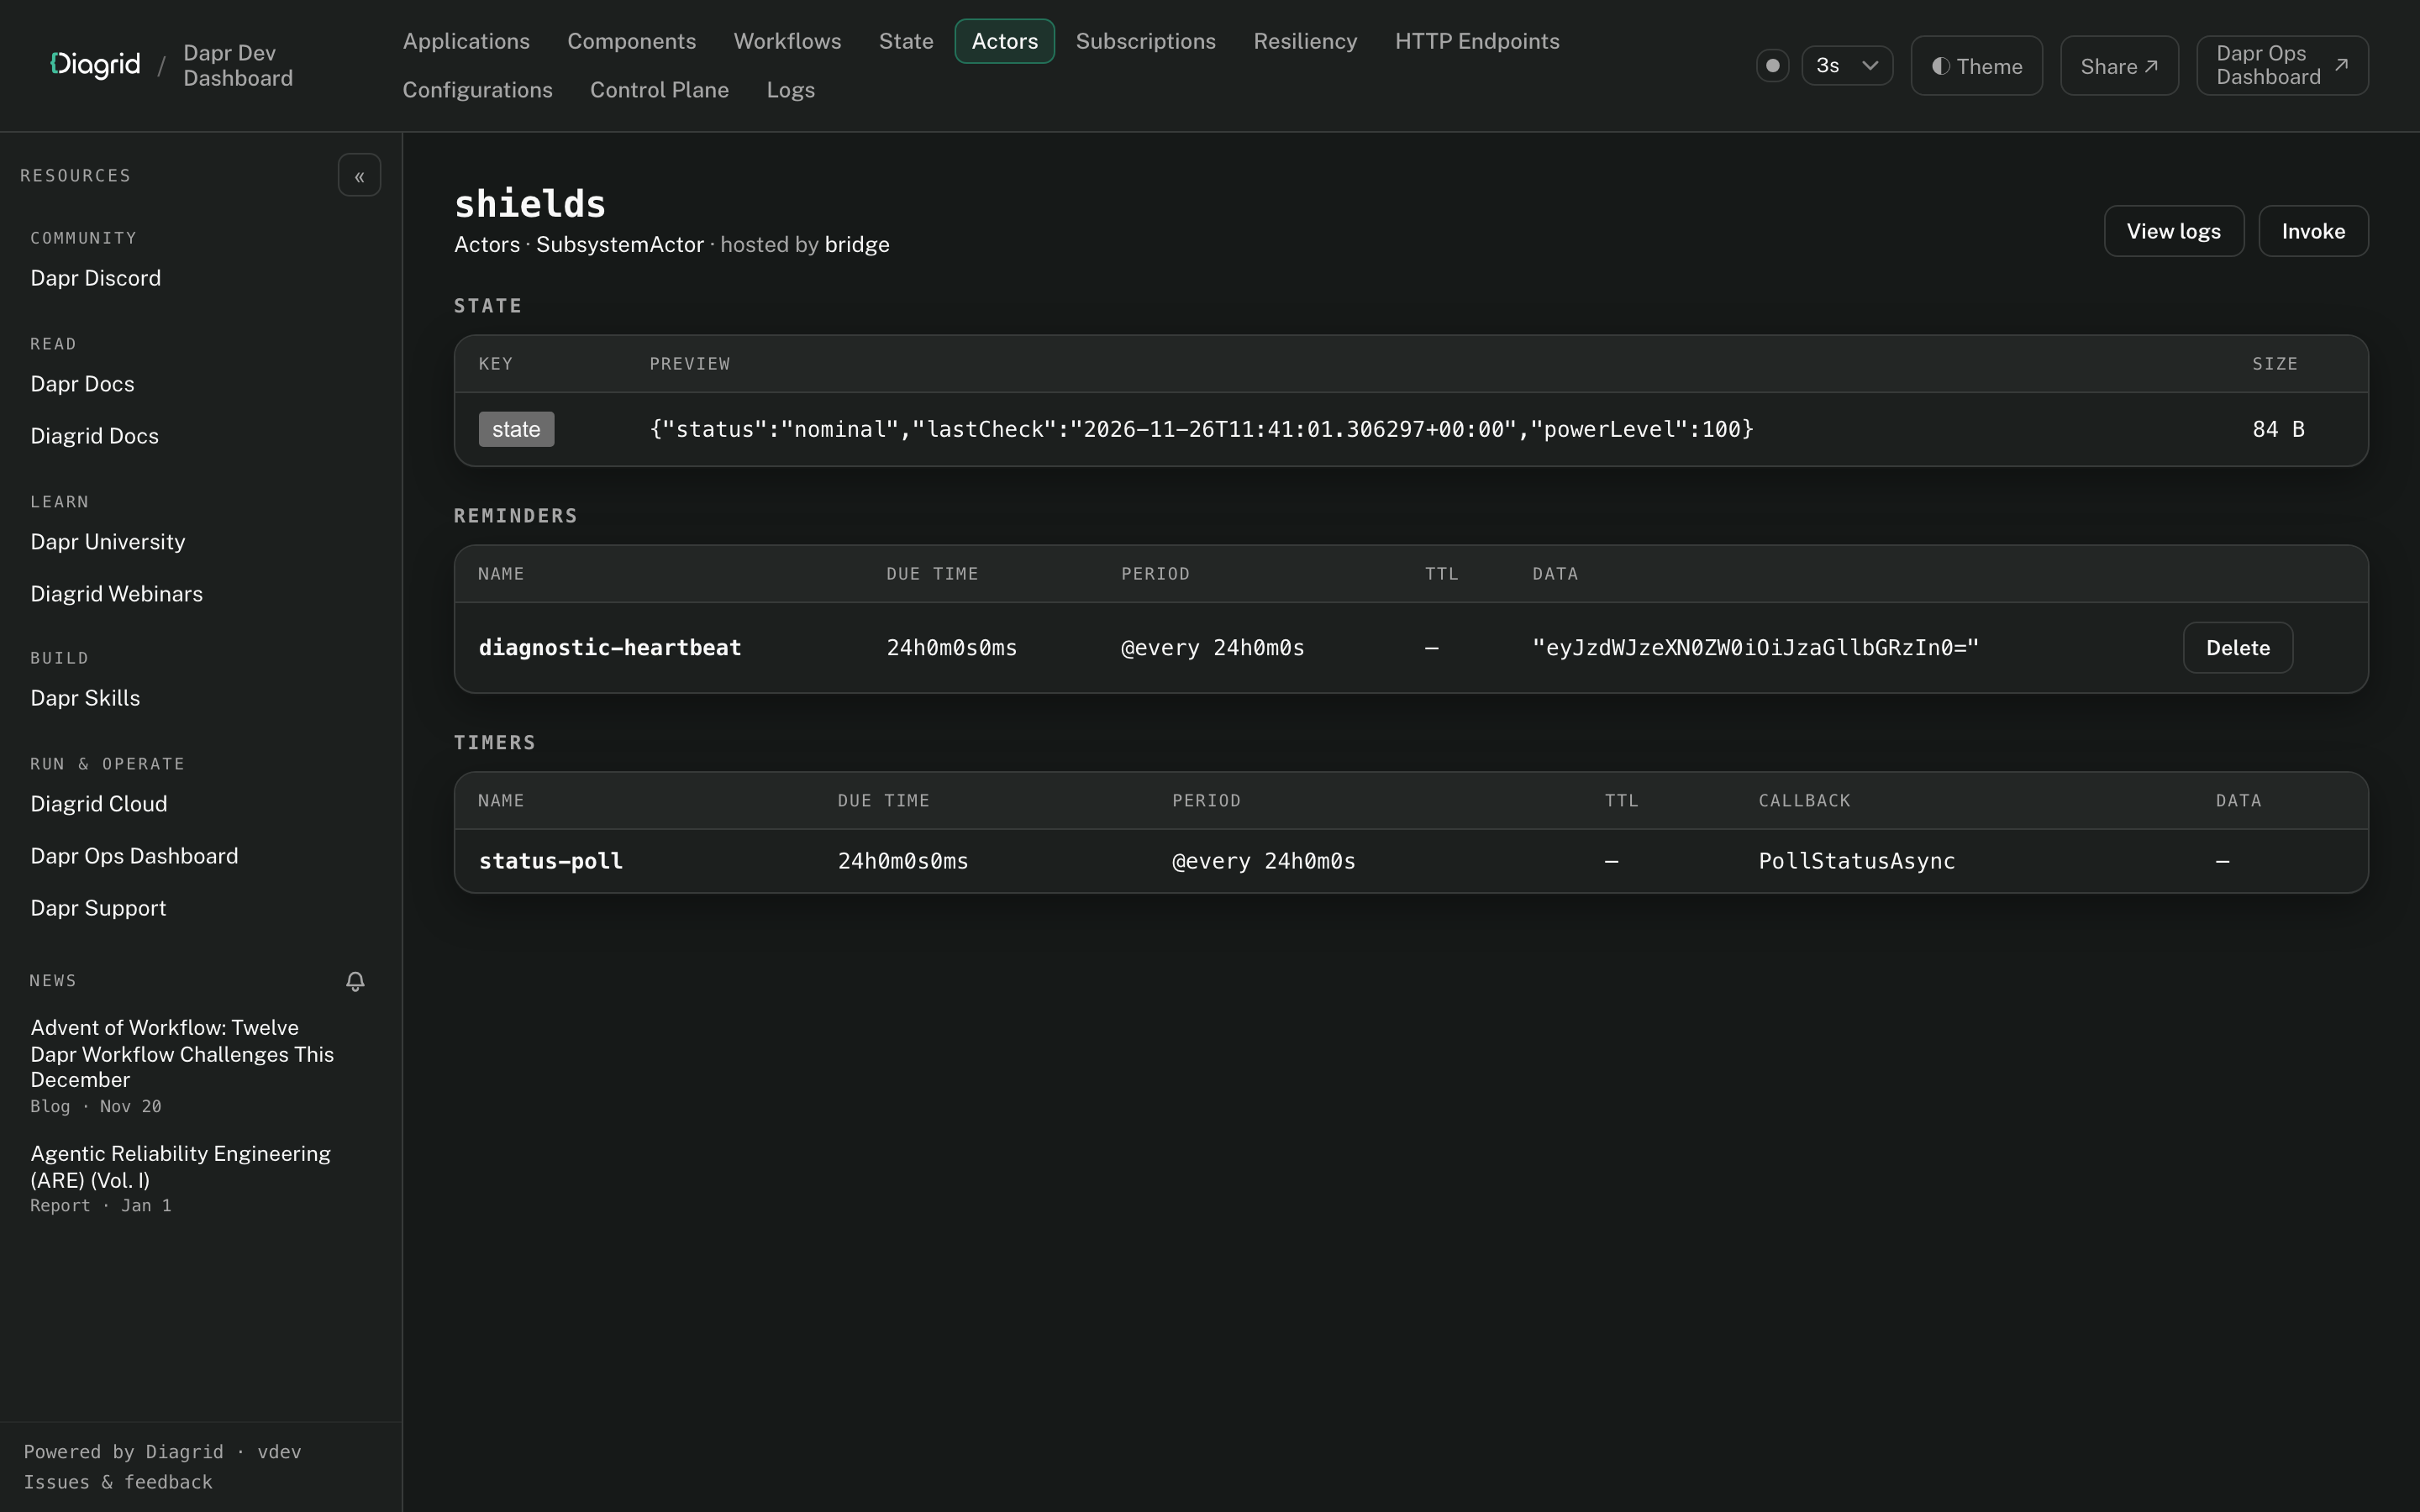 Diagrid / Dapr Dev
Dashboard
Applications Components Workflows State Actors Subscriptions Resiliency HTTP Endpoints
Configurations Control Plane Logs
3s
Theme
Share ↗
Dapr Ops
Dashboard ↗
RESOURCES «
COMMUNITY
Dapr Discord
READ
Dapr Docs
Diagrid Docs
LEARN
Dapr University
Diagrid Webinars
BUILD
Dapr Skills
RUN & OPERATE
Diagrid Cloud
Dapr Ops Dashboard
Dapr Support
NEWS
Advent of Workflow: Twelve
Dapr Workflow Challenges This
December
Blog · Nov 20
Agentic Reliability Engineering
(ARE) (Vol. I)
Report · Jan 1
Powered by Diagrid · vdev
Issues & feedback
shields
Actors · SubsystemActor · hosted by bridge
View logs Invoke
STATE
KEY PREVIEW SIZE
state {"status":"nominal","lastCheck":"2026-11-26T11:41:01.306297+00:00","powerLevel":100} 84 B
REMINDERS
NAME DUE TIME PERIOD TTL DATA
diagnostic-heartbeat 24h0m0s0ms @every 24h0m0s — "eyJzdWJzeXN0ZW0iOiJzaGllbGRzIn0=" Delete
TIMERS
NAME DUE TIME PERIOD TTL CALLBACK DATA
status-poll 24h0m0s0ms @every 24h0m0s — PollStatusAsync —